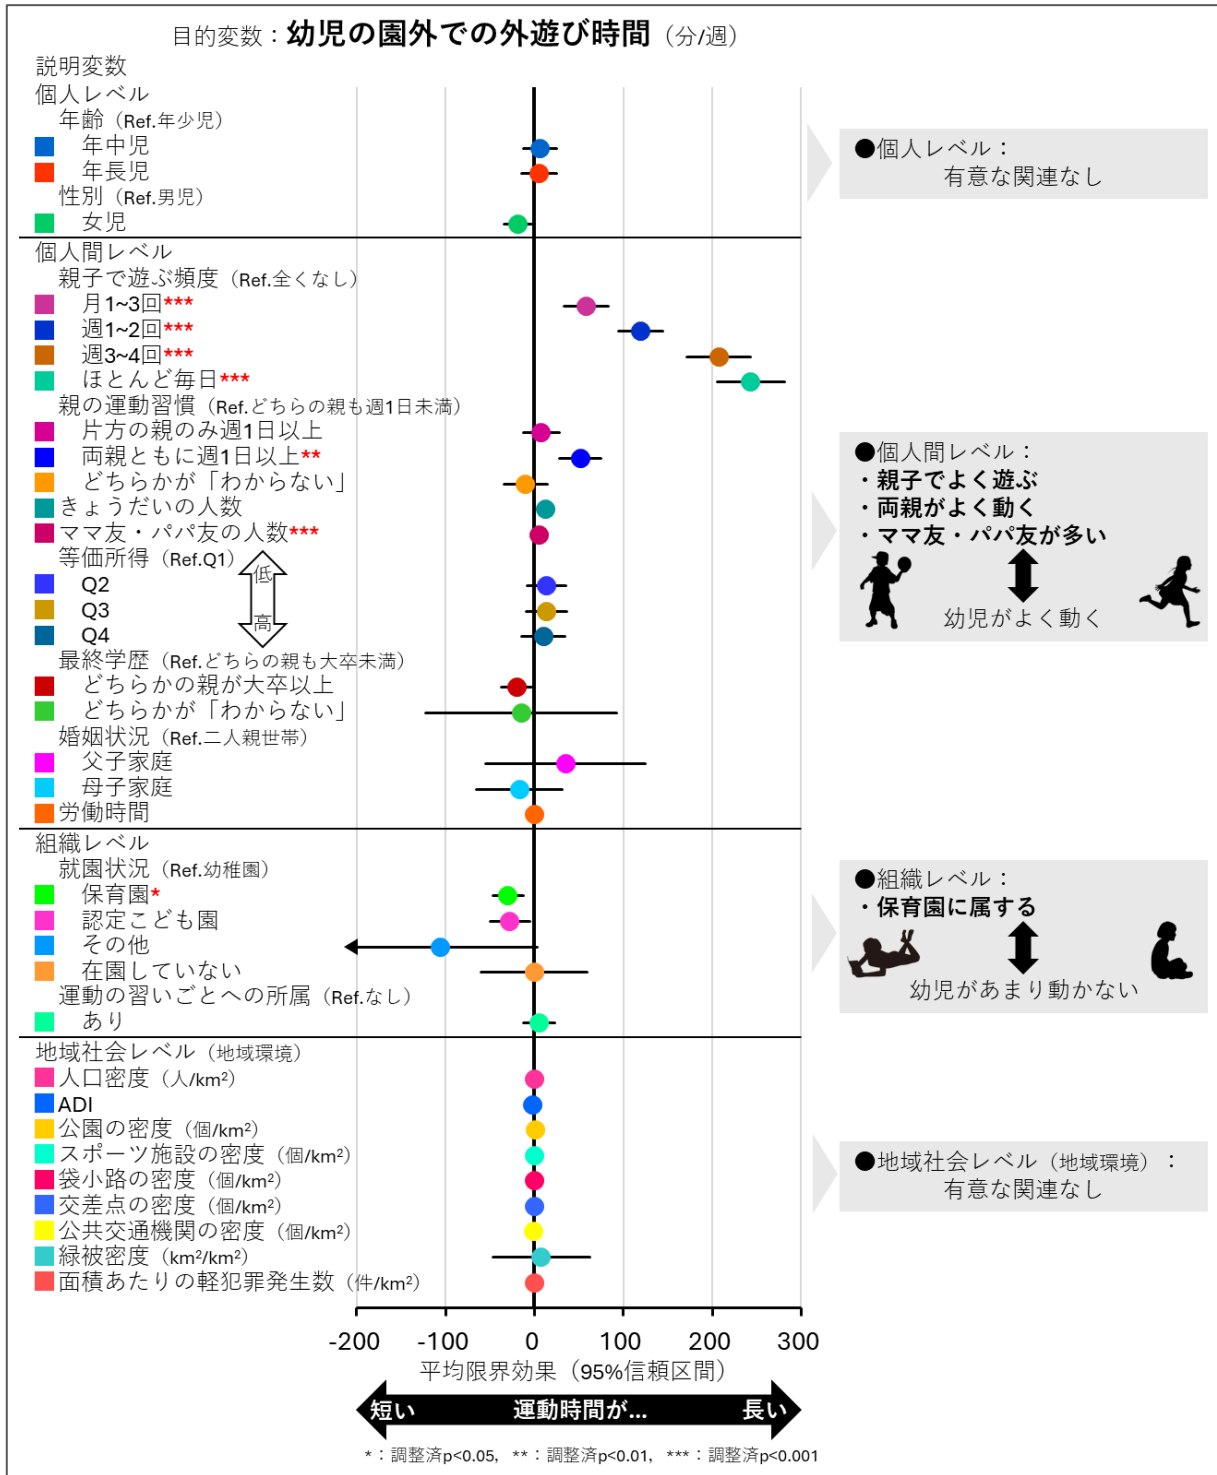 目的変数：幼児の園外での外遊び時間（分/週）
説明変数
個人レベル
年齢（Ref.年少児）
年中児
年長児
性別（Ref.男児）
女児
●個人レベル：
有意な関連なし
個人間レベル
親子で遊ぶ頻度（Ref.全くなし）
月1~3回***
週1~2回***
週3~4回***
ほとんど毎日***
親の運動習慣（Ref.どちらの親も週1日未満）
片方の親のみ週1日以上
両親ともに週1日以上**
どちらかが「わからない」
きょうだいの人数
ママ友・パパ友の人数***
等価所得（Ref.Q1）
低
Q2
Q3
高
Q4
最終学歴（Ref.どちらの親も大卒未満）
どちらかの親が大卒以上
どちらかが「わからない」
婚姻状況（Ref.二人親世帯）
父子家庭
母子家庭
労働時間
●個人間レベル：
・親子でよく遊ぶ
・両親がよく動く
・ママ友・パパ友が多い
幼児がよく動く
組織レベル
就園状況（Ref.幼稚園）
保育園*
認定こども園
その他
在園していない
運動の習いごとへの所属（Ref.なし）
あり
●組織レベル：
・保育園に属する
幼児があまり動かない
地域社会レベル（地域環境）
人口密度（人/km²）
ADI
公園の密度（個/km²）
スポーツ施設の密度（個/km²）
袋小路の密度（個/km²）
交差点の密度（個/km²）
公共交通機関の密度（個/km²）
緑被密度（km²/km²）
面積あたりの軽犯罪発生数（件/km²）
●地域社会レベル（地域環境）：
有意な関連なし
-200 -100 0 100 200 300
平均限界効果（95%信頼区間）
短い 運動時間が... 長い
*：調整済p<0.05, **：調整済p<0.01, ***：調整済p<0.001